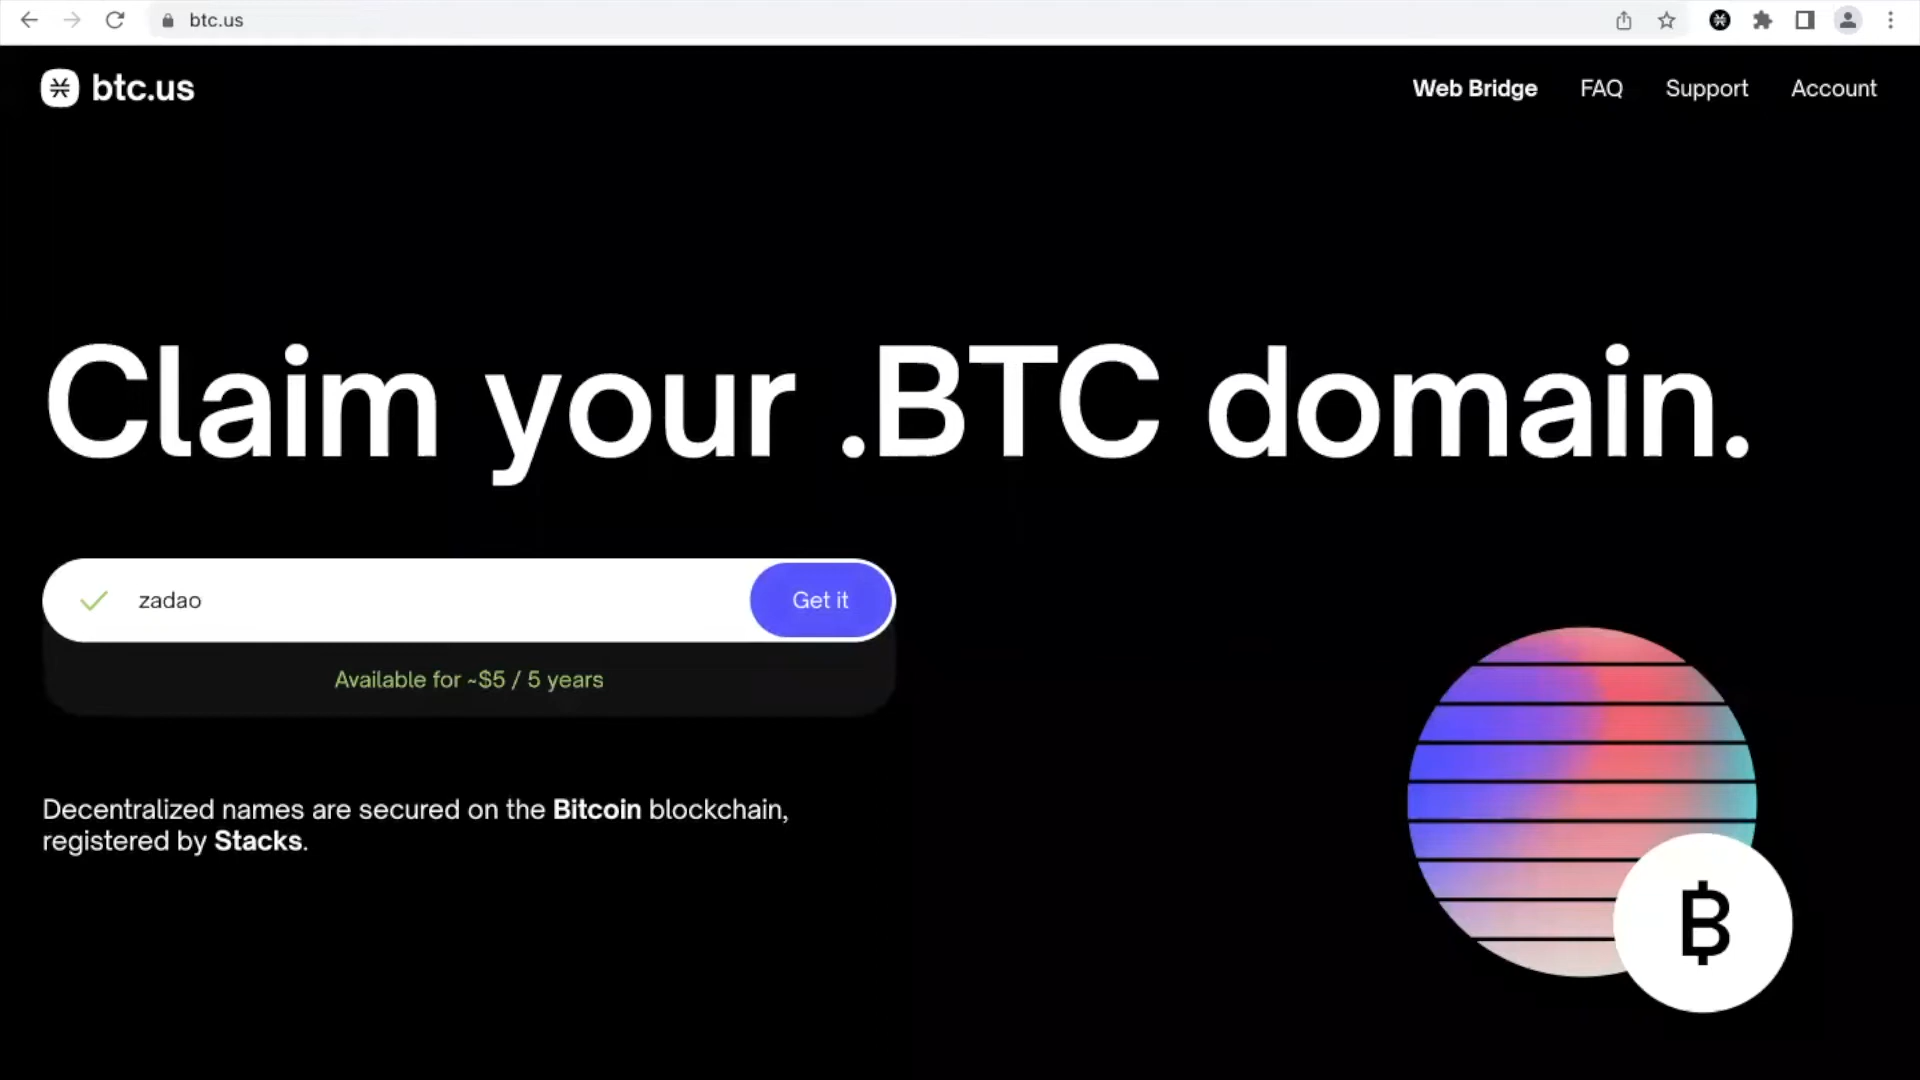 btc.us
btc.us
Web Bridge
FAQ
Support
Account
Claim your .BTC domain.
zadao
Get it
Available for ~$5 / 5 years
Decentralized names are secured on the Bitcoin blockchain,
registered by Stacks.